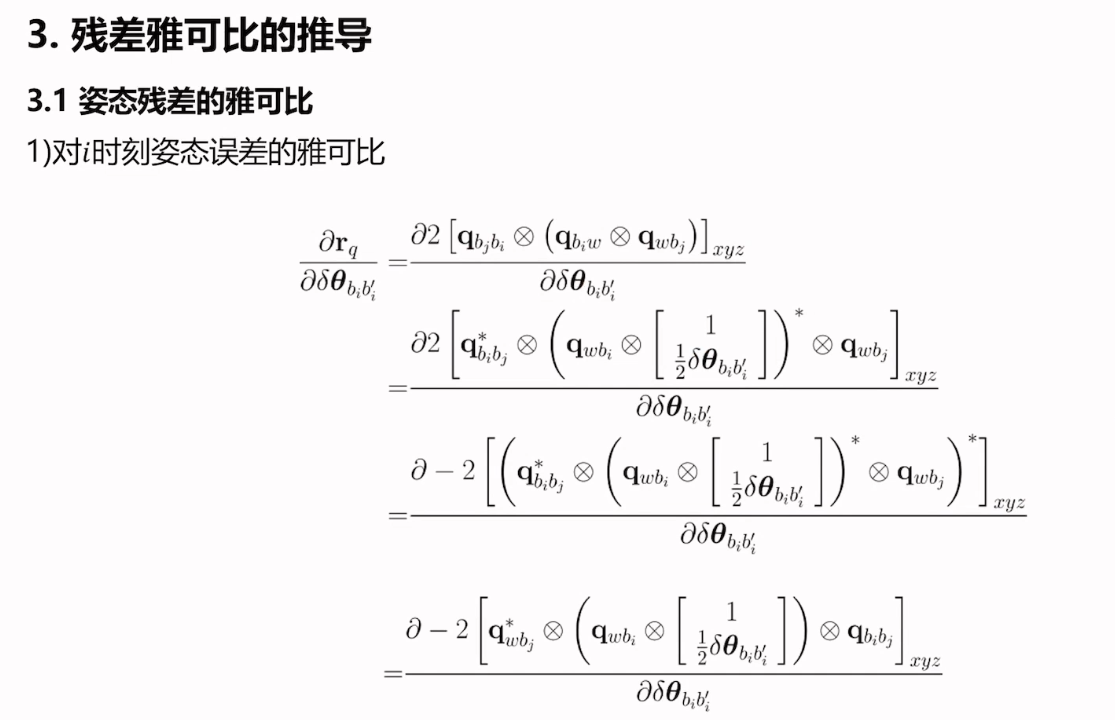 3. 残差雅可比的推导
3.1 姿态残差的雅可比
1)对i时刻姿态误差的雅可比
\frac{\partial \mathbf{r}_q}{\partial \delta\boldsymbol{\theta}_{b_i b_i'}} = \frac{\partial 2 \left[ \mathbf{q}_{b_j b_i} \otimes \left( \mathbf{q}_{b_i w} \otimes \mathbf{q}_{w b_j} \right) \right]_{xyz}}{\partial \delta\boldsymbol{\theta}_{b_i b_i'}}
= \frac{\partial 2 \left[ \mathbf{q}^*_{b_i b_j} \otimes \left( \mathbf{q}_{w b_i} \otimes \begin{bmatrix} 1 \\ \frac{1}{2} \delta\boldsymbol{\theta}_{b_i b_i'} \end{bmatrix} \right)^* \otimes \mathbf{q}_{w b_j} \right]_{xyz}}{\partial \delta\boldsymbol{\theta}_{b_i b_i'}}
= \frac{\partial - 2 \left[ \left( \mathbf{q}^*_{b_i b_j} \otimes \left( \mathbf{q}_{w b_i} \otimes \begin{bmatrix} 1 \\ \frac{1}{2} \delta\boldsymbol{\theta}_{b_i b_i'} \end{bmatrix} \right)^* \otimes \mathbf{q}_{w b_j} \right)^* \right]_{xyz}}{\partial \delta\boldsymbol{\theta}_{b_i b_i'}}
= \frac{\partial - 2 \left[ \mathbf{q}^*_{w b_j} \otimes \left( \mathbf{q}_{w b_i} \otimes \begin{bmatrix} 1 \\ \frac{1}{2} \delta\boldsymbol{\theta}_{b_i b_i'} \end{bmatrix} \right) \otimes \mathbf{q}_{b_i b_j} \right]_{xyz}}{\partial \delta\boldsymbol{\theta}_{b_i b_i'}}